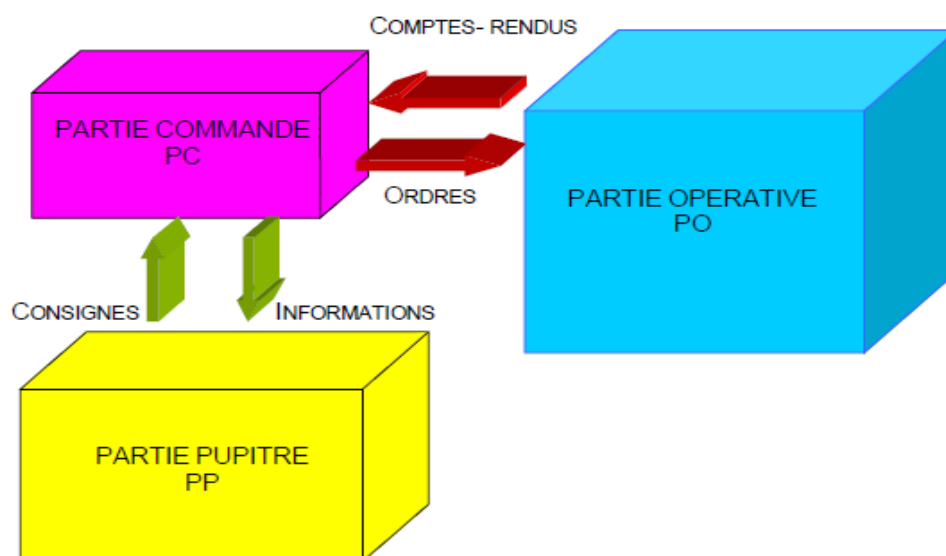 COMPTES- RENDUS
PARTIE COMMANDE
PC
ORDRES
PARTIE OPERATIVE
PO
CONSIGNES
INFORMATIONS
PARTIE PUPITRE
PP